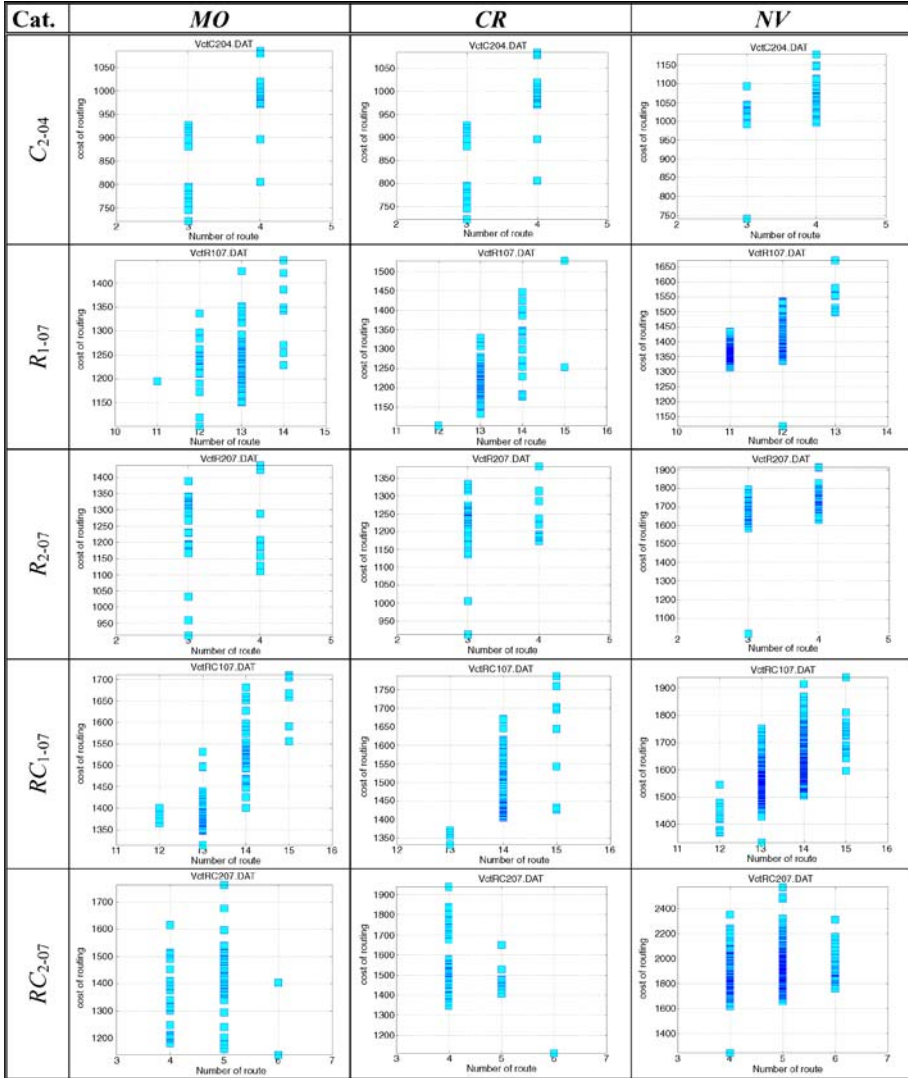 Cat. MO CR NV
C2-04
VctC204.DAT
cost of routing
1050
1000
950
900
850
800
750
2 3 4 5
Number of route
VctC204.DAT
cost of routing
1050
1000
950
900
850
800
750
2 3 4 5
Number of route
VctC204.DAT
cost of routing
1150
1100
1050
1000
950
900
850
800
750
2 3 4 5
Number of route
R1-07
VctR107.DAT
cost of routing
1400
1350
1300
1250
1200
1150
10 11 12 13 14 15
Number of route
VctR107.DAT
cost of routing
1500
1450
1400
1350
1300
1250
1200
1150
11 12 13 14 15 16
Number of route
VctR107.DAT
cost of routing
1650
1600
1550
1500
1450
1400
1350
1300
1250
1200
1150
10 11 12 13 14
Number of route
R2-07
VctR207.DAT
cost of routing
1400
1350
1300
1250
1200
1150
1100
1050
1000
950
2 3 4 5
Number of route
VctR207.DAT
cost of routing
1350
1300
1250
1200
1150
1100
1050
1000
950
2 3 4 5
Number of route
VctR207.DAT
cost of routing
1900
1800
1700
1600
1500
1400
1300
1200
1100
2 3 4 5
Number of route
RC1-07
VctRC107.DAT
cost of routing
1700
1650
1600
1550
1500
1450
1400
1350
11 12 13 14 15 16
Number of route
VctRC107.DAT
cost of routing
1750
1700
1650
1600
1550
1500
1450
1400
1350
12 13 14 15 16
Number of route
VctRC107.DAT
cost of routing
1900
1800
1700
1600
1500
1400
11 12 13 14 15 16
Number of route
RC2-07
VctRC207.DAT
cost of routing
1700
1600
1500
1400
1300
1200
3 4 5 6 7
Number of route
VctRC207.DAT
cost of routing
1900
1800
1700
1600
1500
1400
1300
1200
3 4 5 6 7
Number of route
VctRC207.DAT
cost of routing
2400
2200
2000
1800
1600
1400
3 4 5 6 7
Number of route